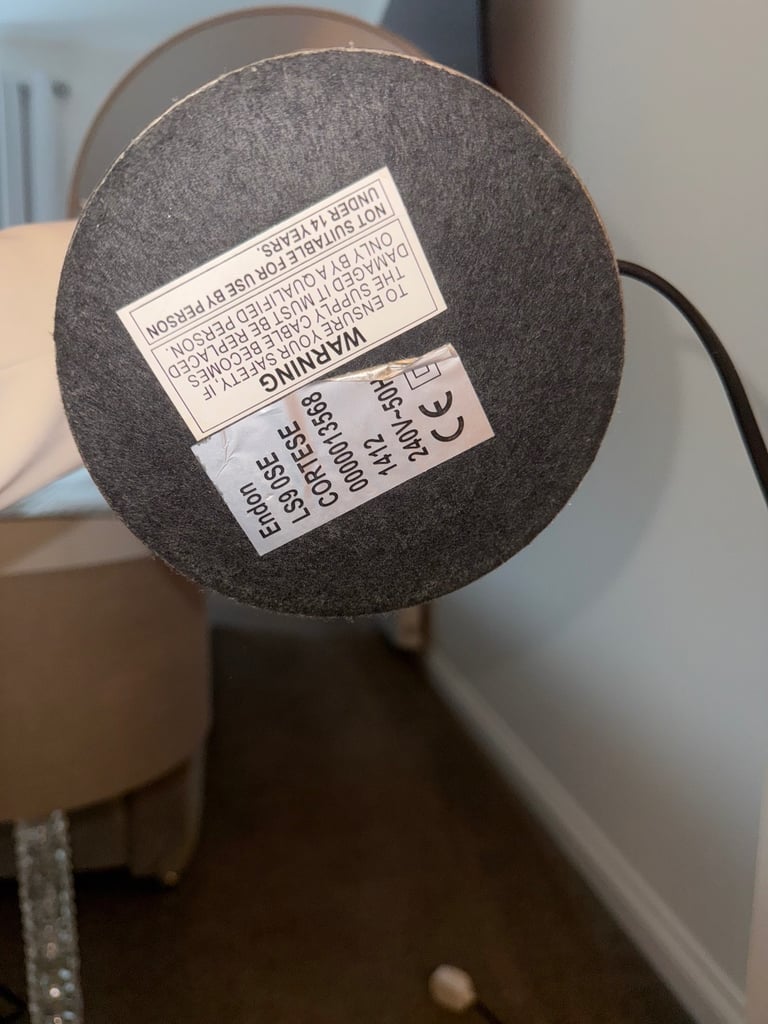 WARNING
TO ENSURE YOUR SAFETY, IF
THE SUPPLY CABLE BECOMES
DAMAGED IT MUST BE REPLACED
ONLY BY A QUALIFIED PERSON.
NOT SUITABLE FOR USE BY PERSON
UNDER 14 YEARS.
Endon
LS9 0SE
CORTESE
0000013568
1412
240V~50H
CE